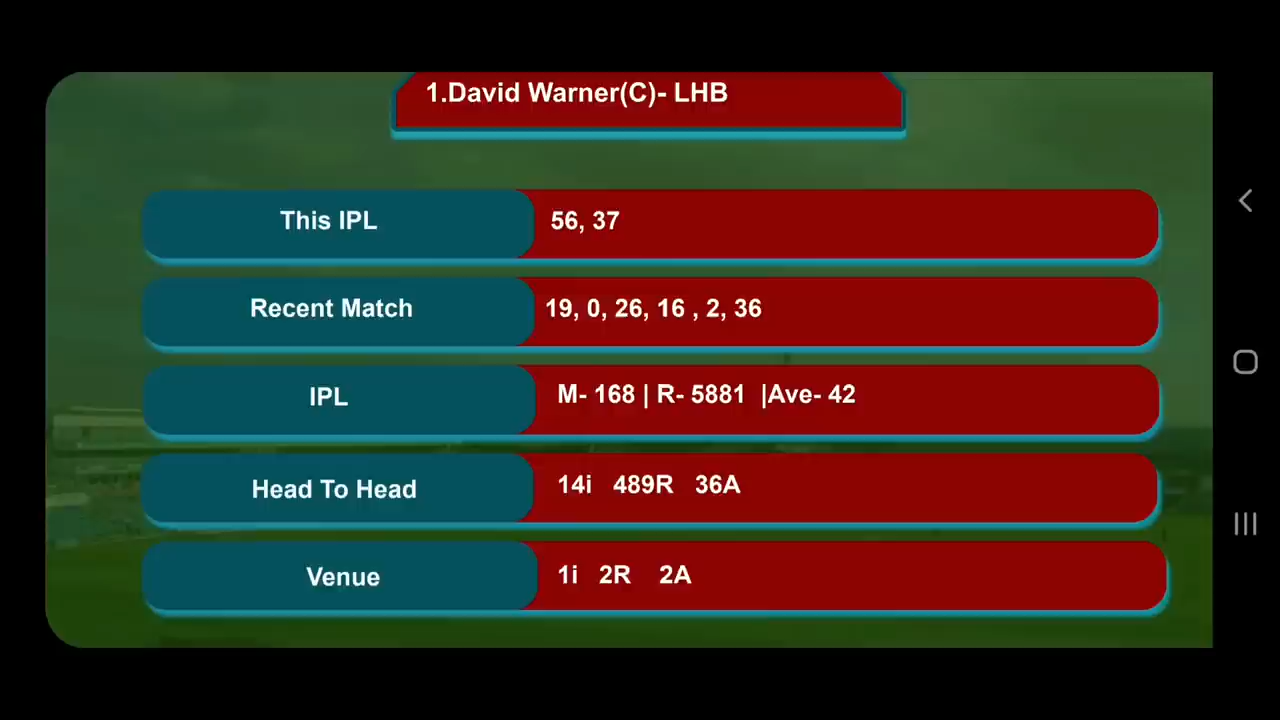 1.David Warner(C)- LHB
This IPL 56, 37
Recent Match 19, 0, 26, 16 , 2, 36
IPL M- 168 | R- 5881 |Ave- 42
Head To Head 14i 489R 36A
Venue 1i 2R 2A